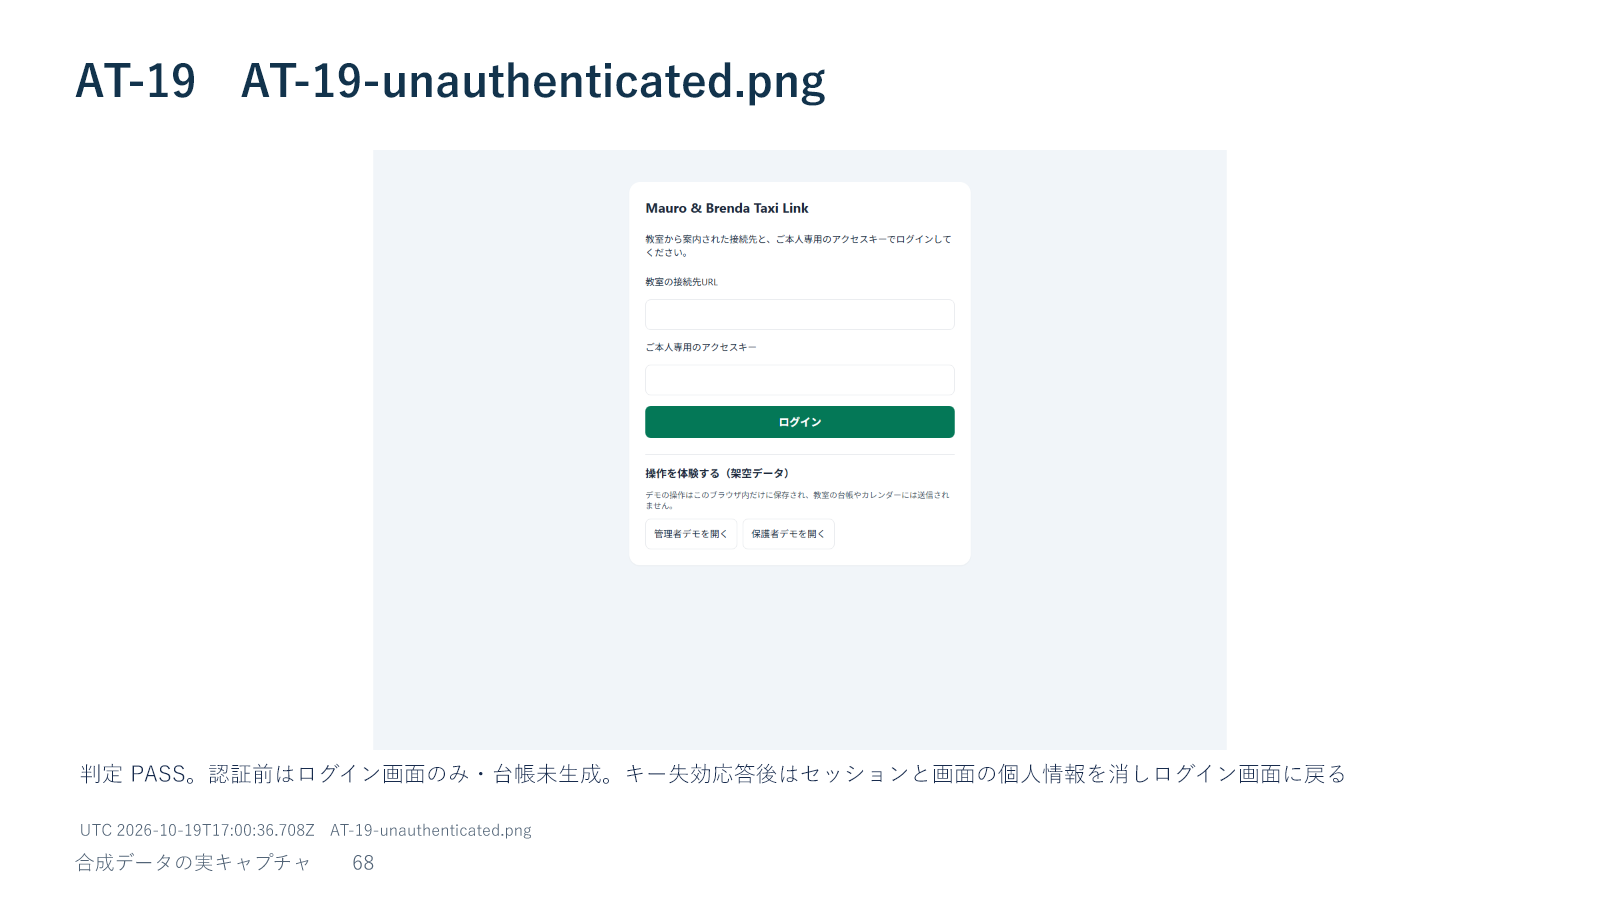 AT-19　AT-19-unauthenticated.png
Mauro & Brenda Taxi Link
教室から案内された接続先と、ご本人専用のアクセスキーでログインして
ください。
教室の接続先URL
ご本人専用のアクセスキー
ログイン
操作を体験する（架空データ）
デモの操作はこのブラウザ内だけに保存され、教室の台帳やカレンダーには送信され
ません。
管理者デモを開く 保護者デモを開く
判定 PASS。認証前はログイン画面のみ・台帳未生成。キー失効応答後はセッションと画面の個人情報を消しログイン画面に戻る
UTC 2026-10-19T17:00:36.708Z　AT-19-unauthenticated.png
合成データの実キャプチャ　　68